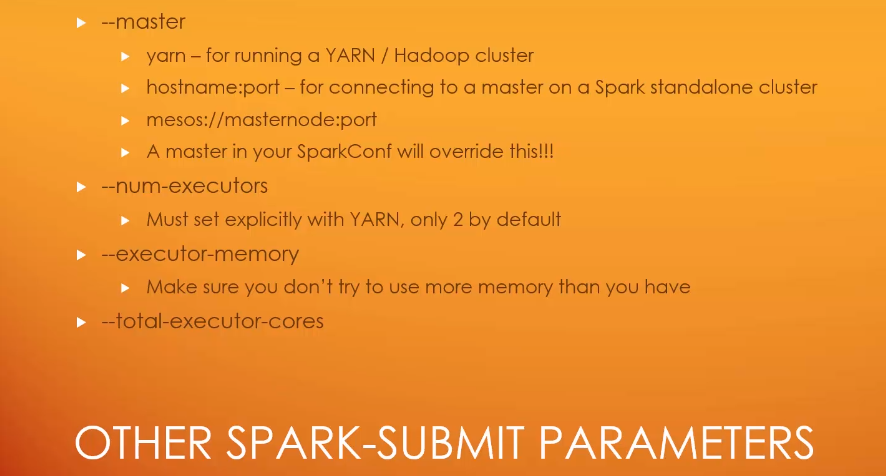 --master
yarn – for running a YARN / Hadoop cluster
hostname:port – for connecting to a master on a Spark standalone cluster
mesos://masternode:port
A master in your SparkConf will override this!!!
--num-executors
Must set explicitly with YARN, only 2 by default
--executor-memory
Make sure you don't try to use more memory than you have
--total-executor-cores
OTHER SPARK-SUBMIT PARAMETERS